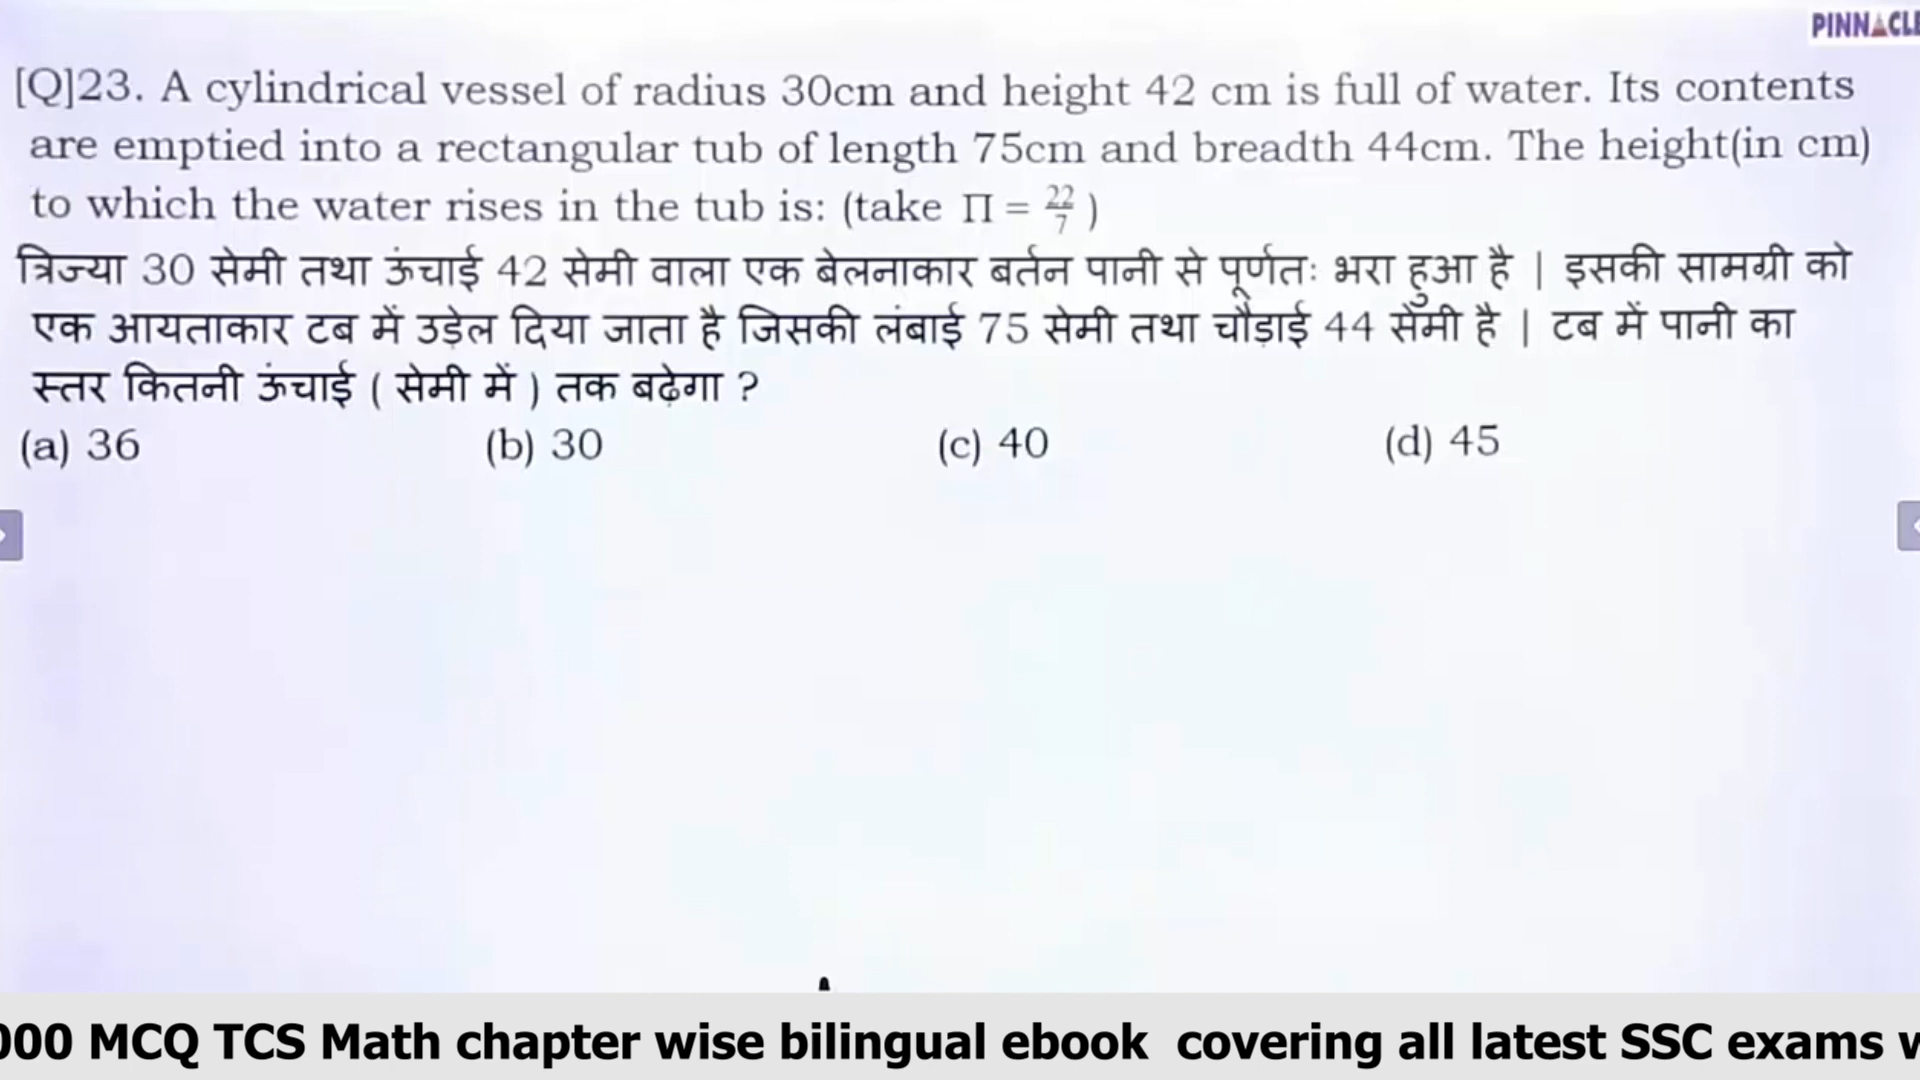 PINNACLE
[Q]23. A cylindrical vessel of radius 30cm and height 42 cm is full of water. Its contents
are emptied into a rectangular tub of length 75cm and breadth 44cm. The height(in cm)
to which the water rises in the tub is: (take Π = 22/7 )
त्रिज्या 30 सेमी तथा ऊंचाई 42 सेमी वाला एक बेलनाकार बर्तन पानी से पूर्णतः भरा हुआ है | इसकी सामग्री को
एक आयताकार टब में उड़ेल दिया जाता है जिसकी लंबाई 75 सेमी तथा चौड़ाई 44 सेमी है | टब में पानी का
स्तर कितनी ऊंचाई ( सेमी में ) तक बढ़ेगा ?
(a) 36 (b) 30 (c) 40 (d) 45
000 MCQ TCS Math chapter wise bilingual ebook covering all latest SSC exams